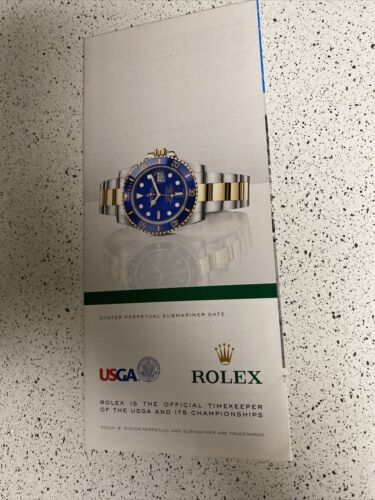 OYSTER PERPETUAL SUBMARINER DATE
USGA
ROLEX
ROLEX IS THE OFFICIAL TIMEKEEPER
OF THE USGA AND ITS CHAMPIONSHIPS
ROLEX OYSTER PERPETUAL AND SUBMARINER ARE TRADEMARKS.